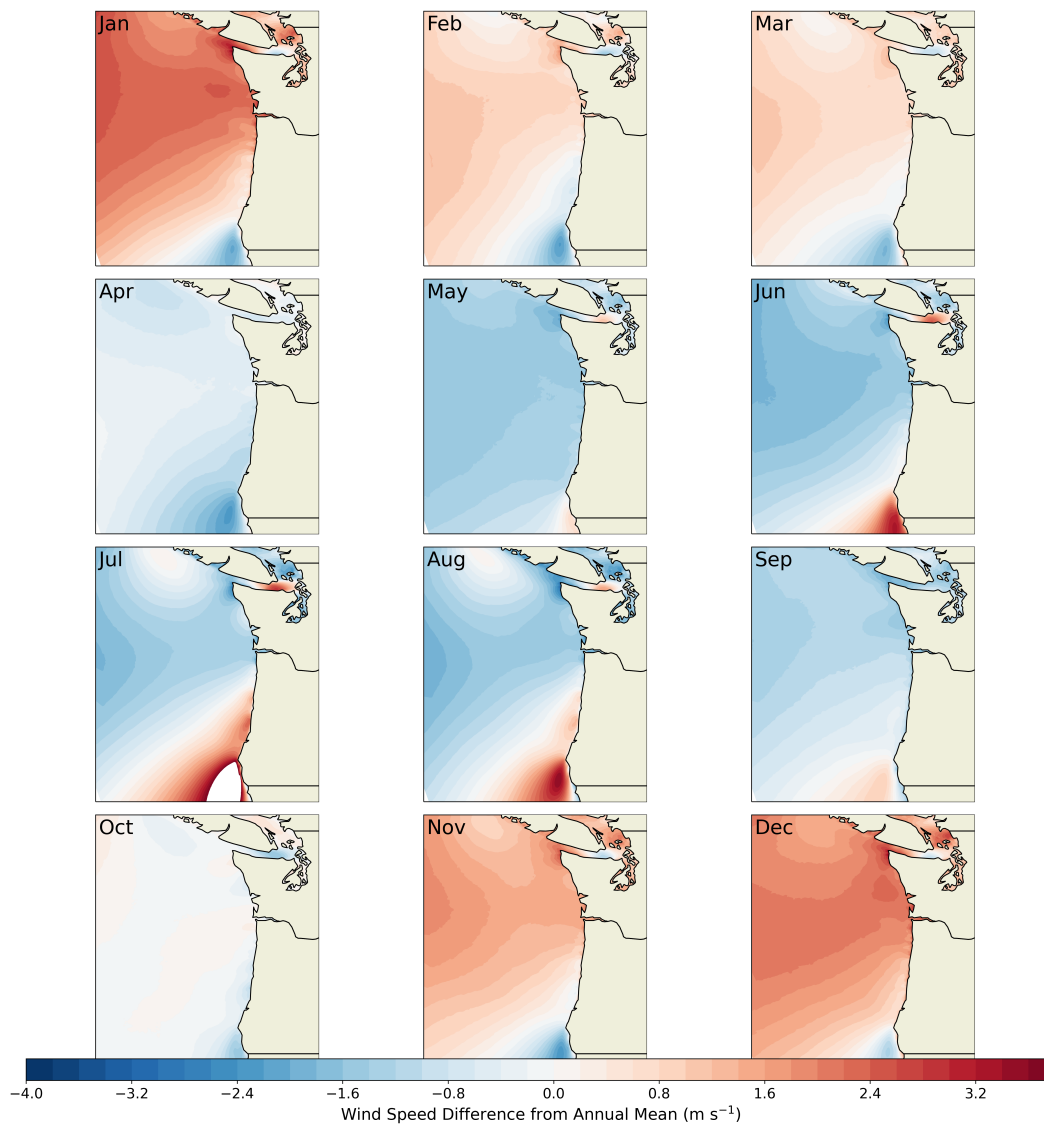 Jan
Feb
Mar
Apr
May
Jun
Jul
Aug
Sep
Oct
Nov
Dec
−4.0 −3.2 −2.4 −1.6 −0.8 0.0 0.8 1.6 2.4 3.2
Wind Speed Difference from Annual Mean (m s⁻¹)